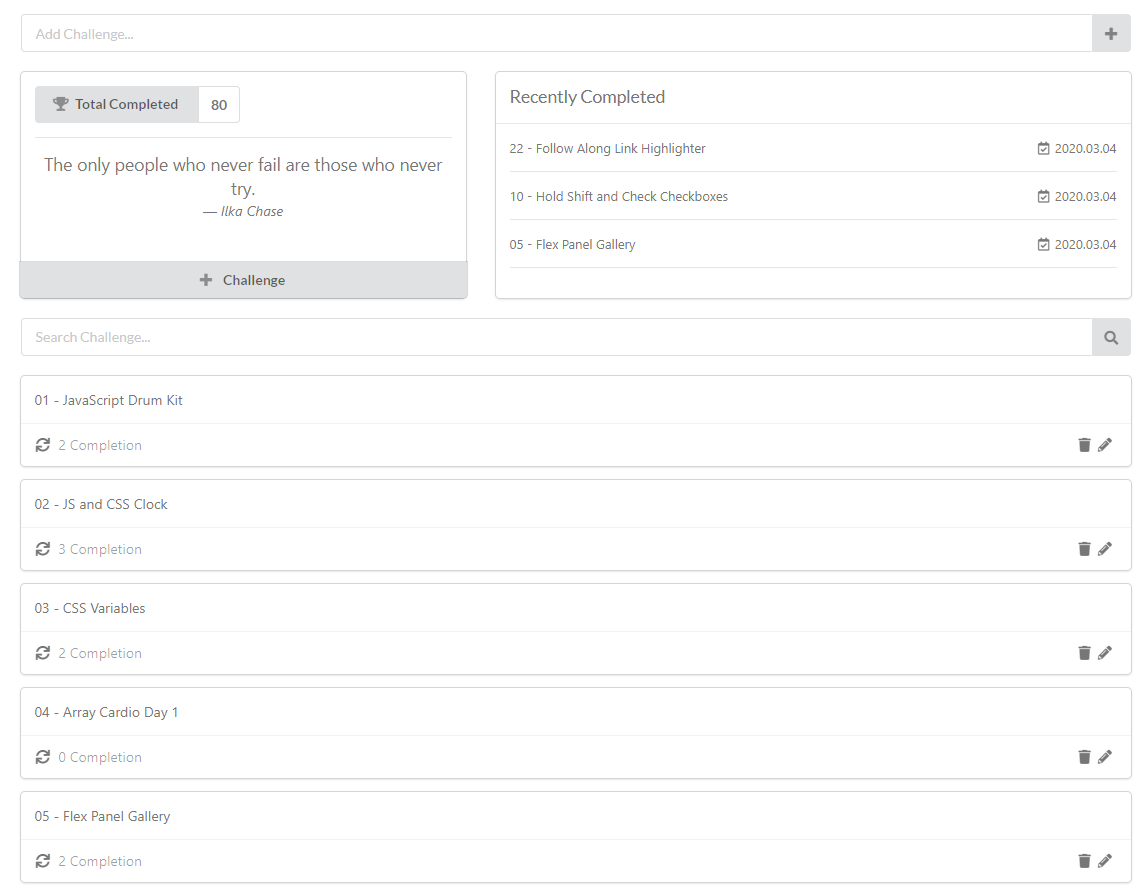 Add Challenge...
Total Completed 80
The only people who never fail are those who never
try.
— Ilka Chase
Challenge
Recently Completed
22 - Follow Along Link Highlighter 2020.03.04
10 - Hold Shift and Check Checkboxes 2020.03.04
05 - Flex Panel Gallery 2020.03.04
Search Challenge...
01 - JavaScript Drum Kit
2 Completion
02 - JS and CSS Clock
3 Completion
03 - CSS Variables
2 Completion
04 - Array Cardio Day 1
0 Completion
05 - Flex Panel Gallery
2 Completion